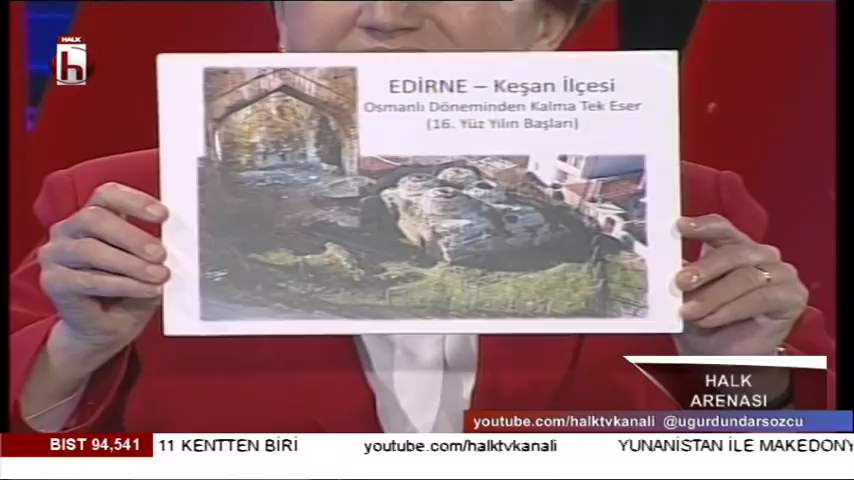 HALK
h
EDİRNE – Keşan İlçesi
Osmanlı Döneminden Kalma Tek Eser
(16. Yüz Yılın Başları)
HALK
ARENASI
youtube.com/halktvkanali @ugurdundarsozcu
BIST 94,541 11 KENTTEN BİRİ youtube.com/halktvkanali YUNANİSTAN İLE MAKEDONY